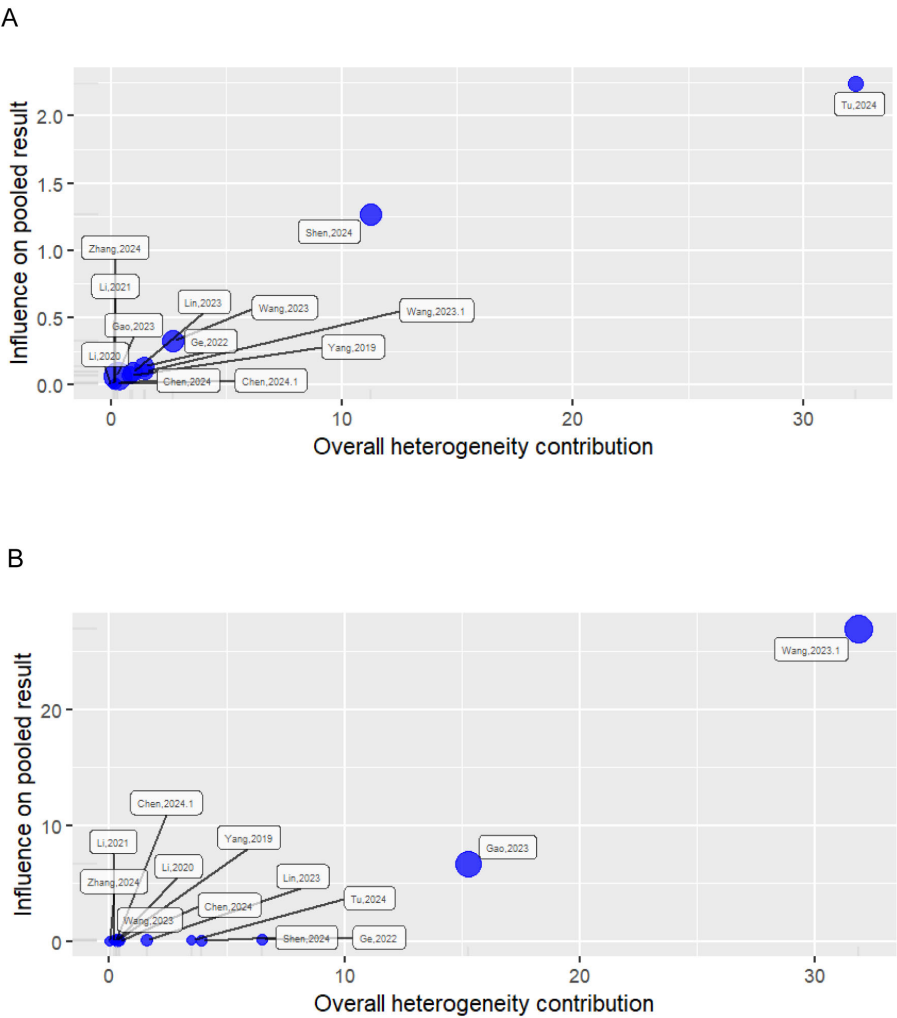 A
Influence on pooled result
2.0
1.5
1.0
0.5
0.0
Tu,2024
Shen,2024
Zhang,2024
Li,2021
Lin,2023
Wang,2023
Wang,2023.1
Gao,2023
Ge,2022
Yang,2019
Li,2020
Chen,2024
Chen,2024.1
0
10
20
30
Overall heterogeneity contribution
B
Influence on pooled result
20
10
0
Wang,2023.1
Gao,2023
Chen,2024.1
Li,2021
Yang,2019
Li,2020
Zhang,2024
Lin,2023
Tu,2024
Chen,2024
Wang,2023
Shen,2024
Ge,2022
0
10
20
30
Overall heterogeneity contribution